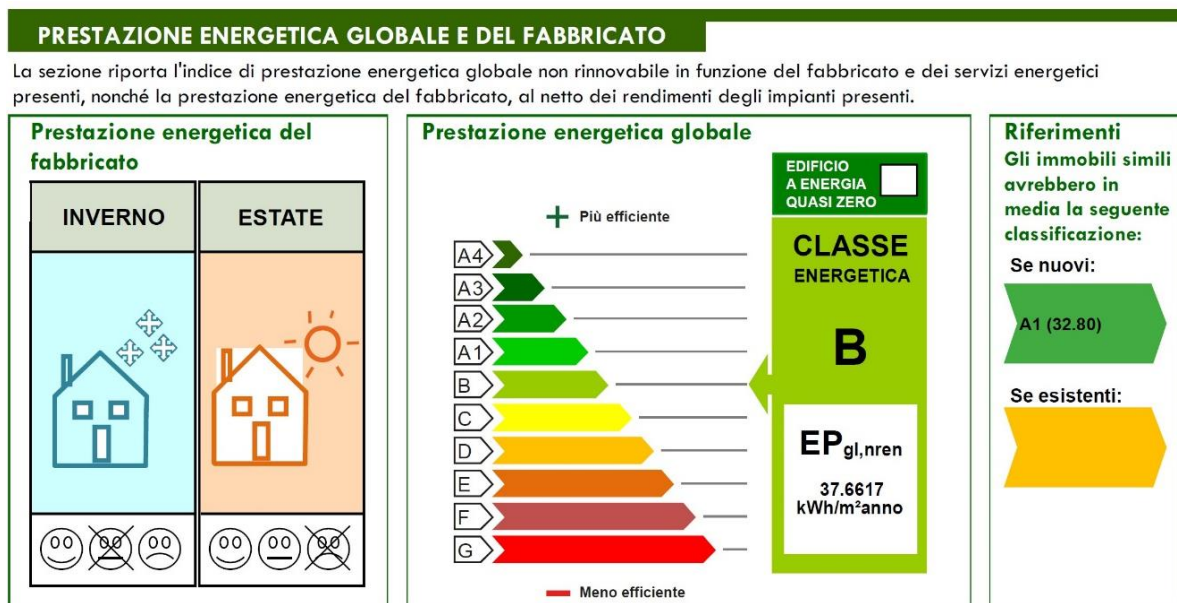 PRESTAZIONE ENERGETICA GLOBALE E DEL FABBRICATO
La sezione riporta l'indice di prestazione energetica globale non rinnovabile in funzione del fabbricato e dei servizi energetici
presenti, nonché la prestazione energetica del fabbricato, al netto dei rendimenti degli impianti presenti.
Prestazione energetica del
fabbricato
INVERNO
ESTATE
Prestazione energetica globale
+ Più efficiente
A4
A3
A2
A1
B
C
D
E
F
G
Meno efficiente
EDIFICIO
A ENERGIA
QUASI ZERO
CLASSE
ENERGETICA
B
EPgl,nren
37.6617
kWh/m²anno
Riferimenti
Gli immobili simili
avrebbero in
media la seguente
classificazione:
Se nuovi:
A1 (32.80)
Se esistenti: